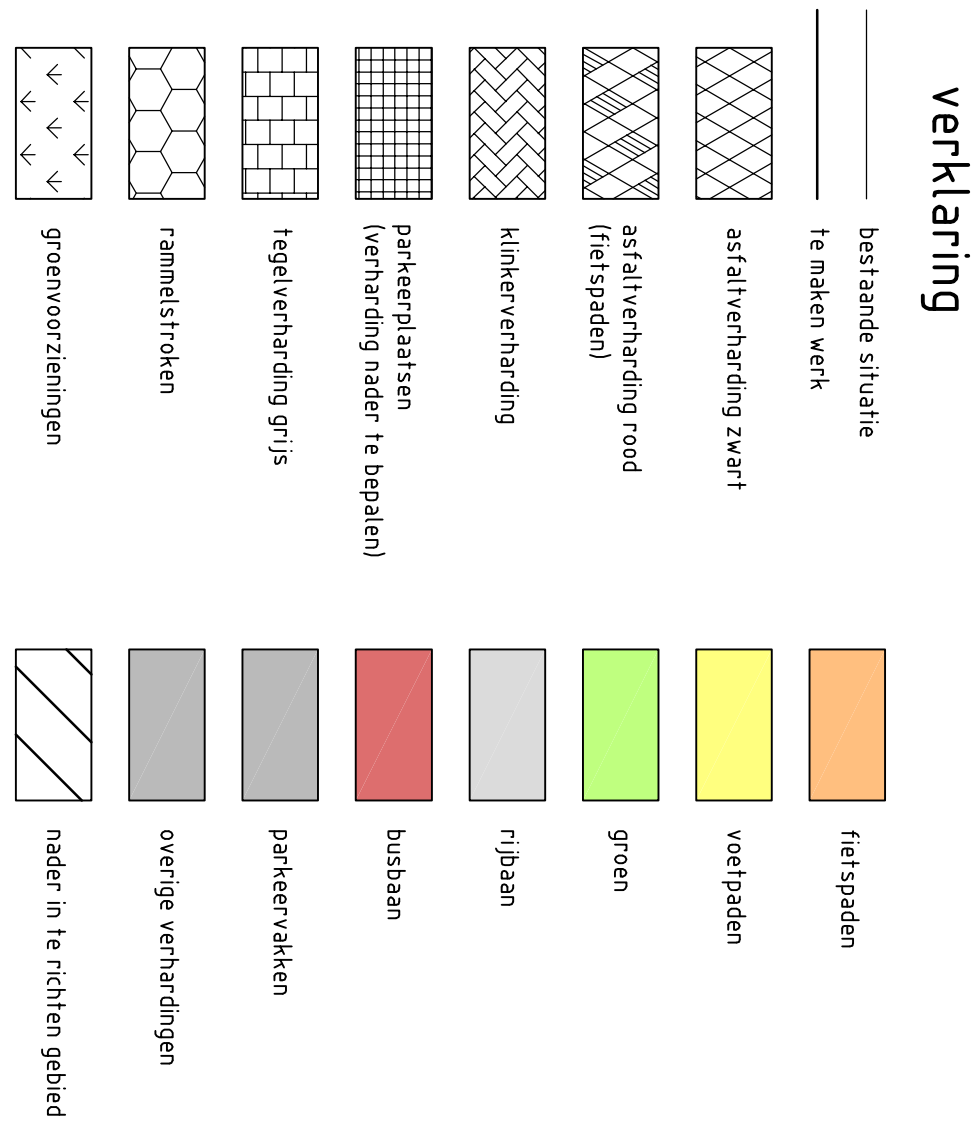 verklaring
bestaande situatie
te maken werk
asfaltverharding zwart
asfaltverharding rood
(fietspaden)
klinkerverharding
parkeerplaatsen
(verharding nader te bepalen)
tegelverharding grijs
rammelstroken
groenvoorzieningen
fietspaden
voetpaden
groen
rijbaan
busbaan
parkeervakken
overige verhardingen
nader in te richten gebied